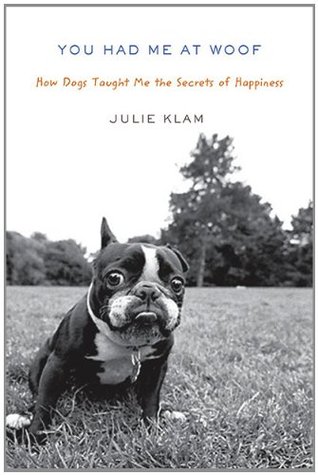 YOU HAD ME AT WOOF
How Dogs Taught Me the Secrets of Happiness
JULIE KLAM